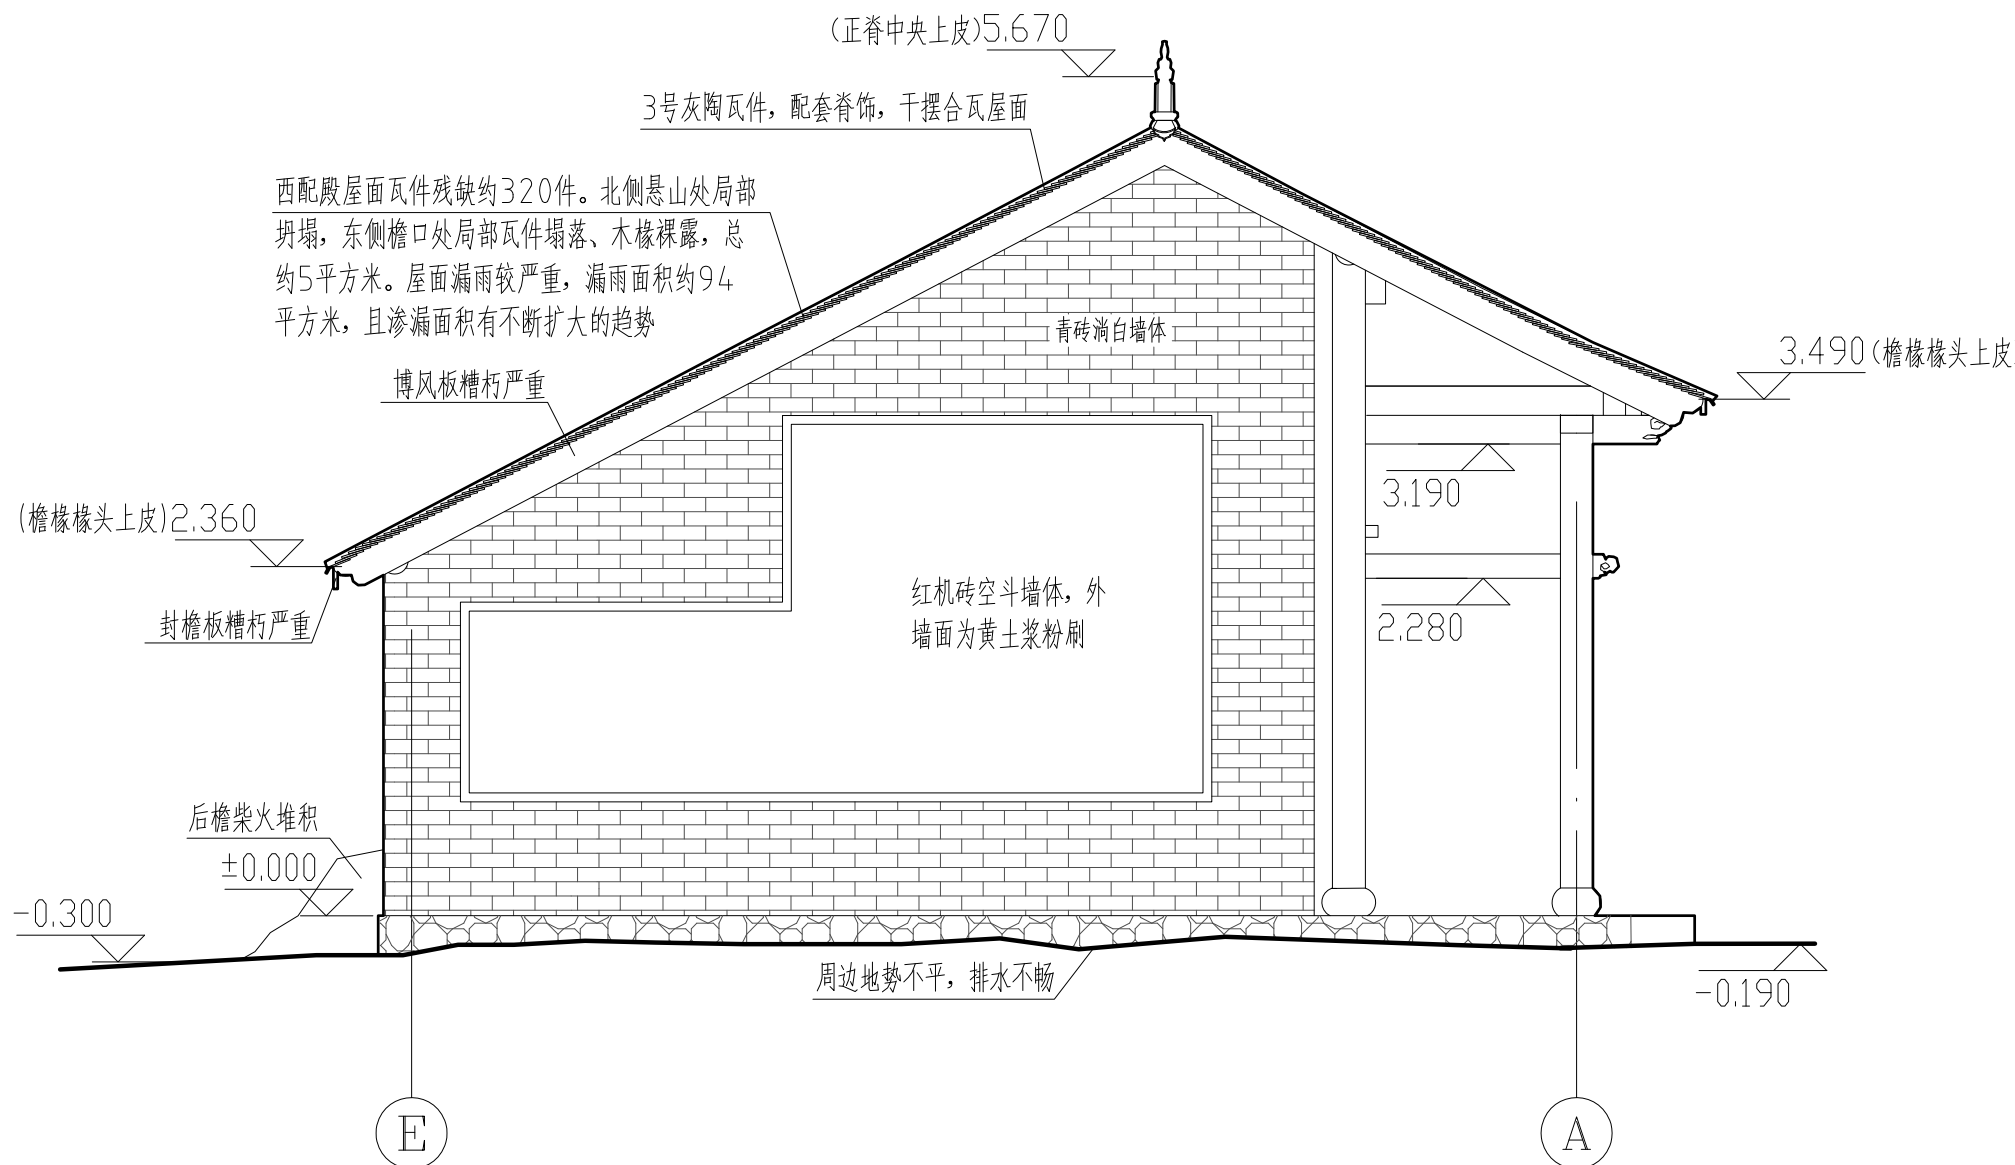 (正脊中央上皮)5.670
3号灰陶瓦件，配套脊饰，干摆合瓦屋面
西配殿屋面瓦件残缺约320件。北侧悬山处局部
坍塌，东侧檐口处局部瓦件塌落、木椽裸露，总
约5平方米。屋面漏雨较严重，漏雨面积约94
平方米，且渗漏面积有不断扩大的趋势
青砖淌白墙体
3.490(檐椽椽头上皮
博风板糟朽严重
3.190
(檐椽椽头上皮)2.360
红机砖空斗墙体，外
墙面为黄土浆粉刷
封檐板糟朽严重
2.280
后檐柴火堆积
±0.000
-0.300
周边地势不平，排水不畅
-0.190
E
A